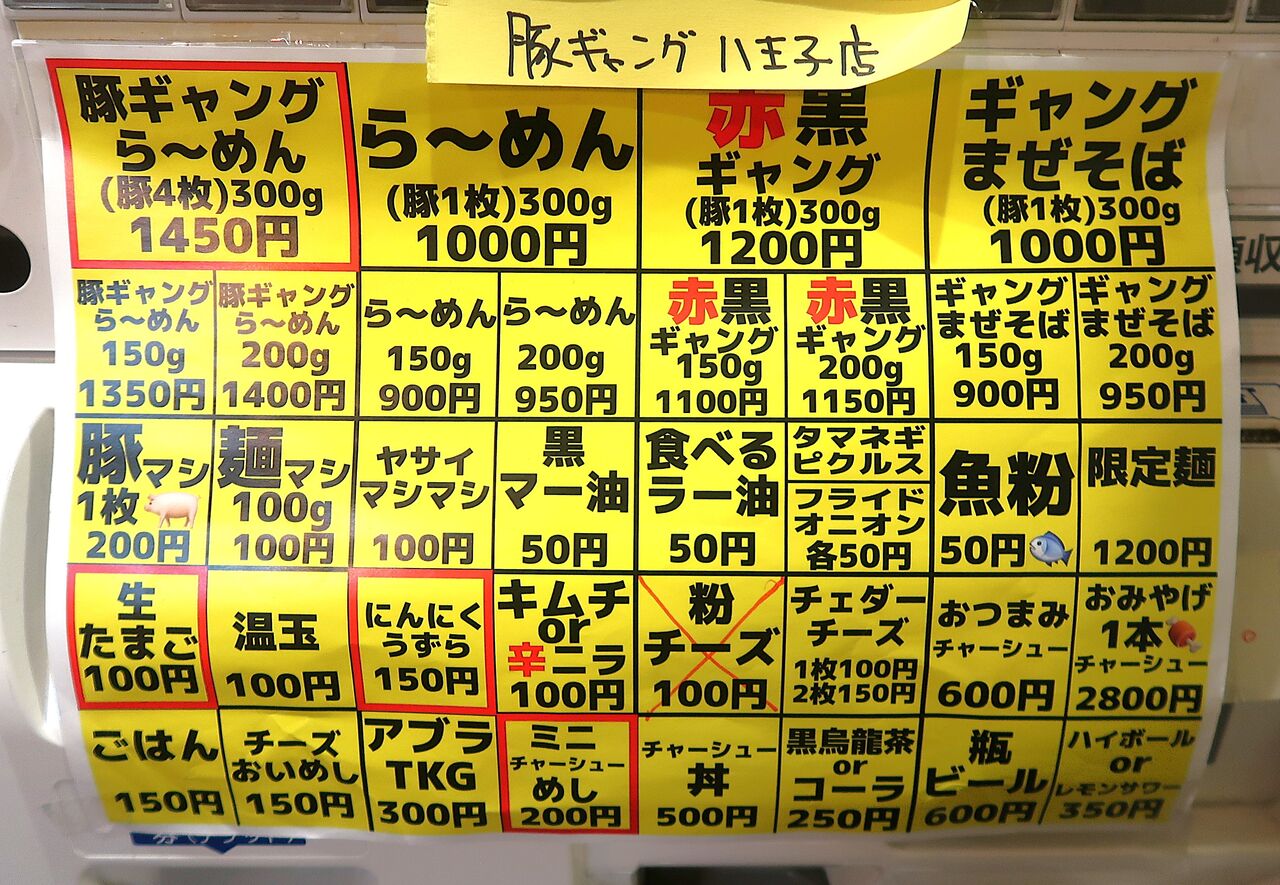 豚ギャング 八王子店
豚ギャング
ら〜めん
(豚4枚)300g
1450円
ら〜めん
(豚1枚)300g
1000円
赤黒
ギャング
(豚1枚)300g
1200円
ギャング
まぜそば
(豚1枚)300g
1000円
豚ギャング
ら〜めん
150g
1350円
豚ギャング
ら〜めん
200g
1400円
ら〜めん
150g
900円
ら〜めん
200g
950円
赤黒
ギャング
150g
1100円
赤黒
ギャング
200g
1150円
ギャング
まぜそば
150g
900円
ギャング
まぜそば
200g
950円
豚マシ
1枚
200円
麺マシ
100g
100円
ヤサイ
マシマシ
100円
黒
マー油
50円
食べる
ラー油
50円
タマネギ
ピクルス
フライド
オニオン
各50円
魚粉
50円
限定麺
1200円
生
たまご
100円
温玉
100円
にんにく
うずら
150円
キムチ
or
辛ニラ
100円
粉
チーズ
100円
チェダー
チーズ
1枚100円
2枚150円
おつまみ
チャーシュー
600円
おみやげ
1本
チャーシュー
2800円
ごはん
150円
チーズ
おいめし
150円
アブラ
TKG
300円
ミニ
チャーシュー
めし
200円
チャーシュー
丼
500円
黒烏龍茶
or
コーラ
250円
瓶
ビール
600円
ハイボール
or
レモンサワー
350円